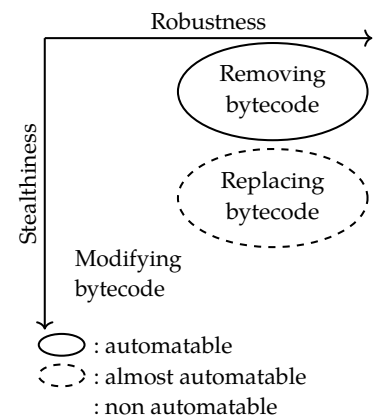 Robustness
Stealthiness
Removing
bytecode
Replacing
bytecode
Modifying
bytecode
: automatable
: almost automatable
: non automatable